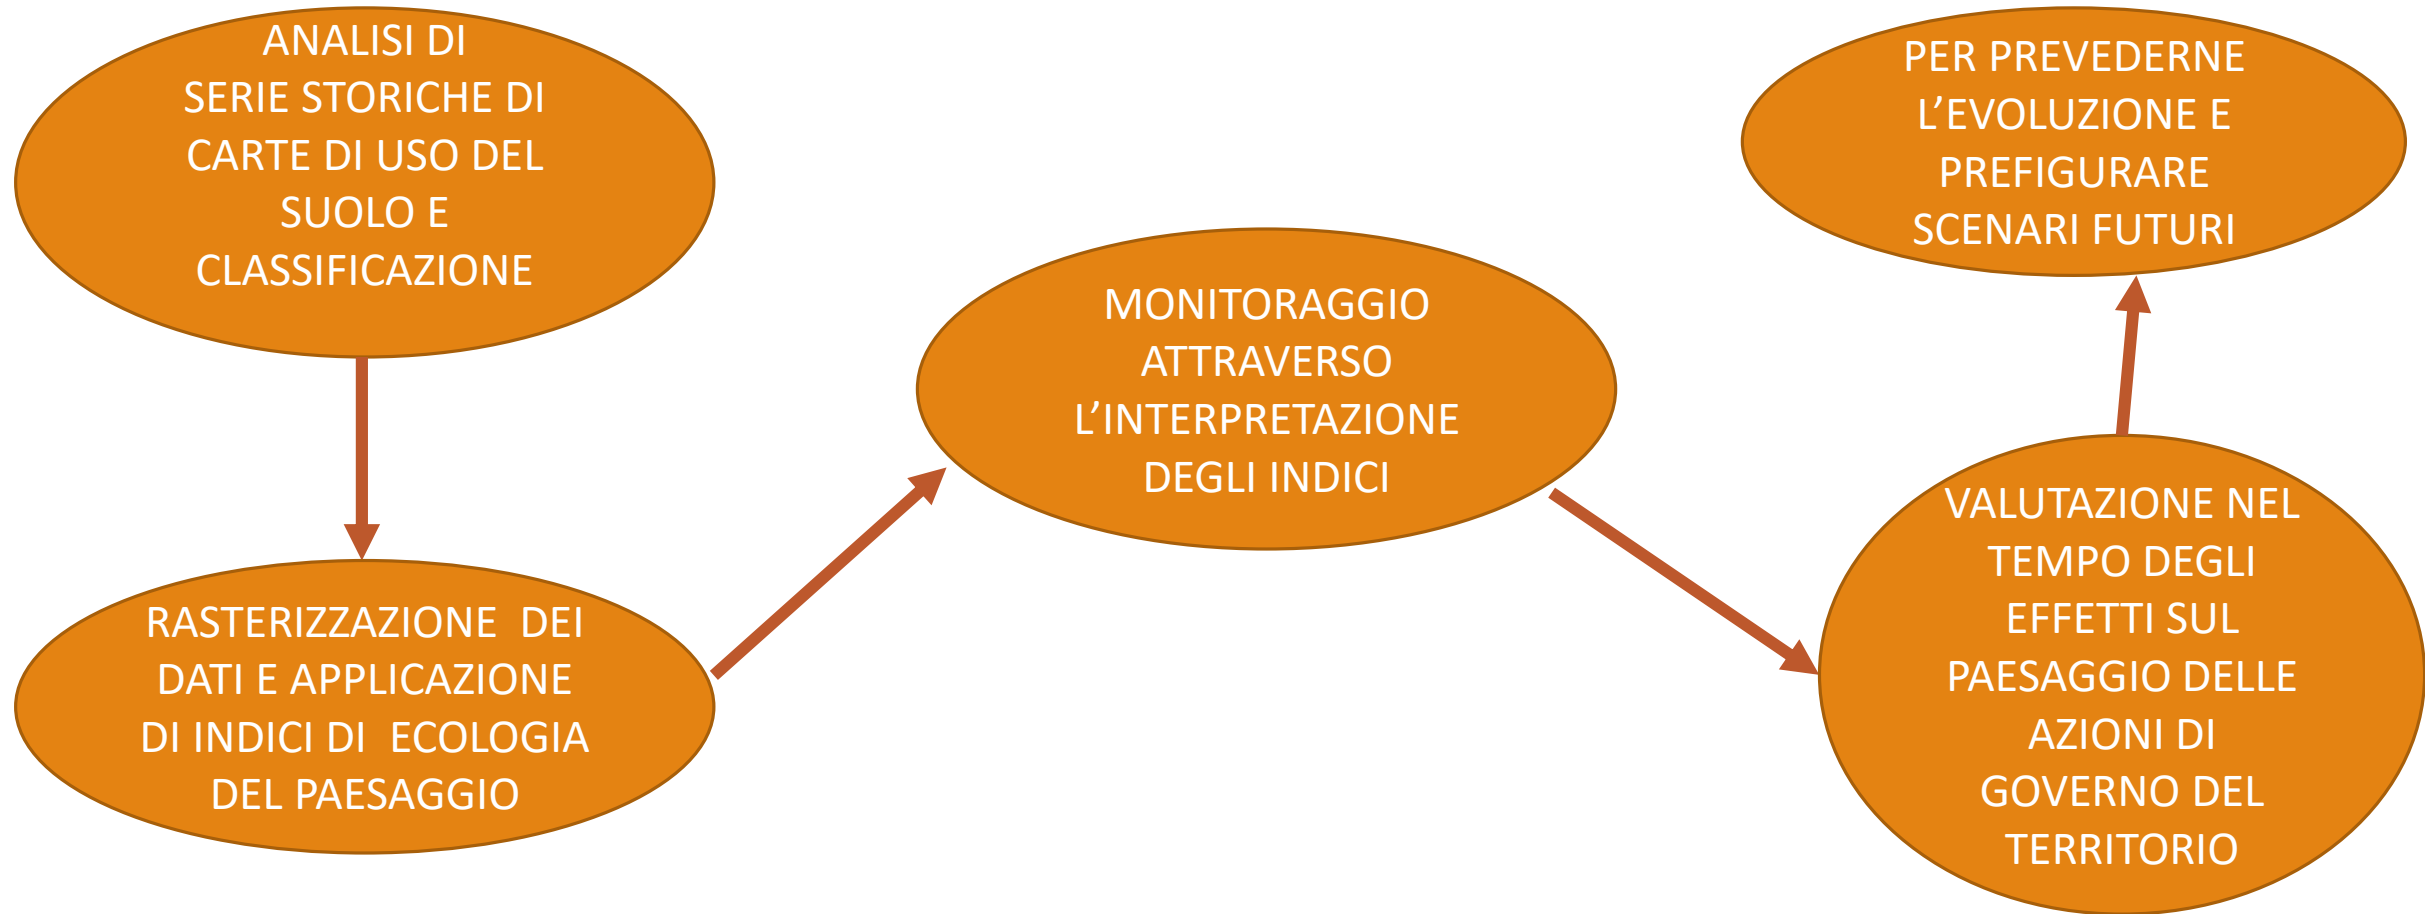 ANALISI DI
SERIE STORICHE DI
CARTE DI USO DEL
SUOLO E
CLASSIFICAZIONE
RASTERIZZAZIONE  DEI
DATI E APPLICAZIONE
DI INDICI DI  ECOLOGIA
DEL PAESAGGIO
MONITORAGGIO
ATTRAVERSO
L’INTERPRETAZIONE
DEGLI INDICI
VALUTAZIONE NEL
TEMPO DEGLI
EFFETTI SUL
PAESAGGIO DELLE
AZIONI DI
GOVERNO DEL
TERRITORIO
PER PREVEDERNE
L’EVOLUZIONE E
PREFIGURARE
SCENARI FUTURI